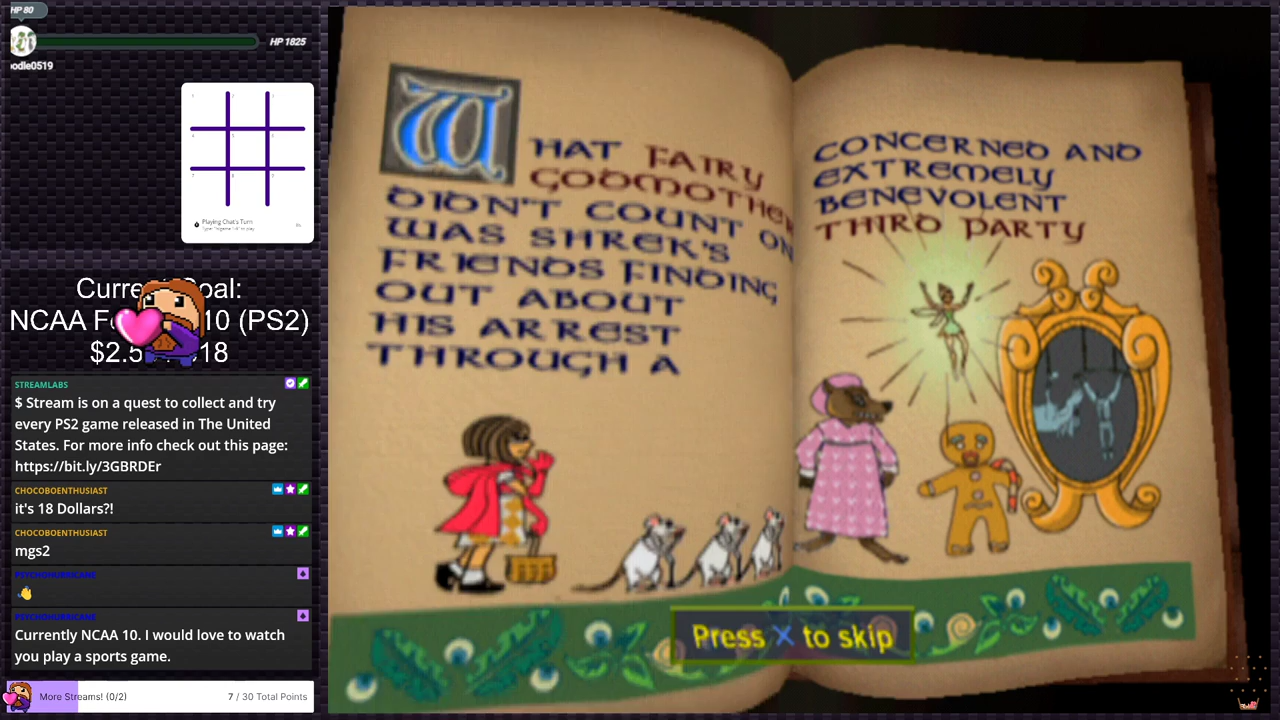 HP 80
HP 1825
odle0519
Playing Chat's Turn
Current Goal:
NCAA F 10 (PS2)
$2.5 18
STREAMLABS
$ Stream is on a quest to collect and try
every PS2 game released in The United
States. For more info check out this page:
https://bit.ly/3GBRDEr
CHOCOBOENTHUSIAST
it's 18 Dollars?!
CHOCOBOENTHUSIAST
mgs2
PSYCHOHURRICANE
PSYCHOHURRICANE
Currently NCAA 10. I would love to watch
you play a sports game.
More Streams! (0/2)
7 / 30 Total Points
WHAT FAIRY
GODMOTHER
DIDN'T COUNT ON
WAS SHREK'S
FRIENDS FINDING
OUT ABOUT
HIS ARREST
THROUGH A
CONCERNED AND
EXTREMELY
BENEVOLENT
THIRD PARTY
Press X to skip